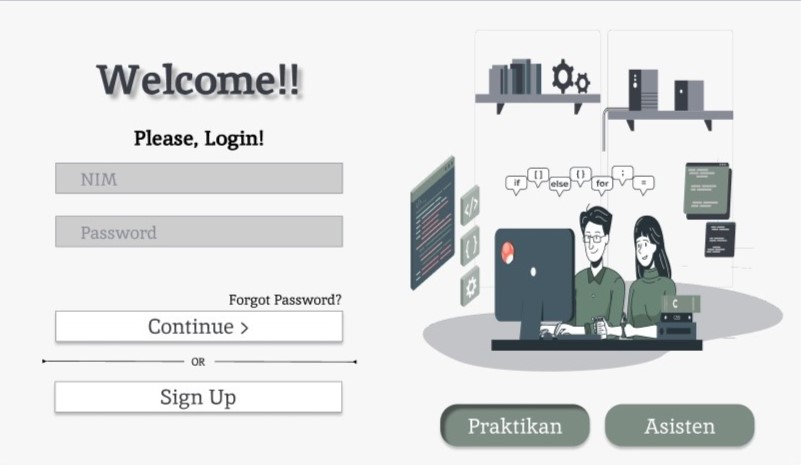 Welcome!!
Please, Login!
NIM
Password
Forgot Password?
Continue >
OR
Sign Up
if
[ ]
else
{ }
for
;
=
</>
{ }
C
Praktikan
Asisten